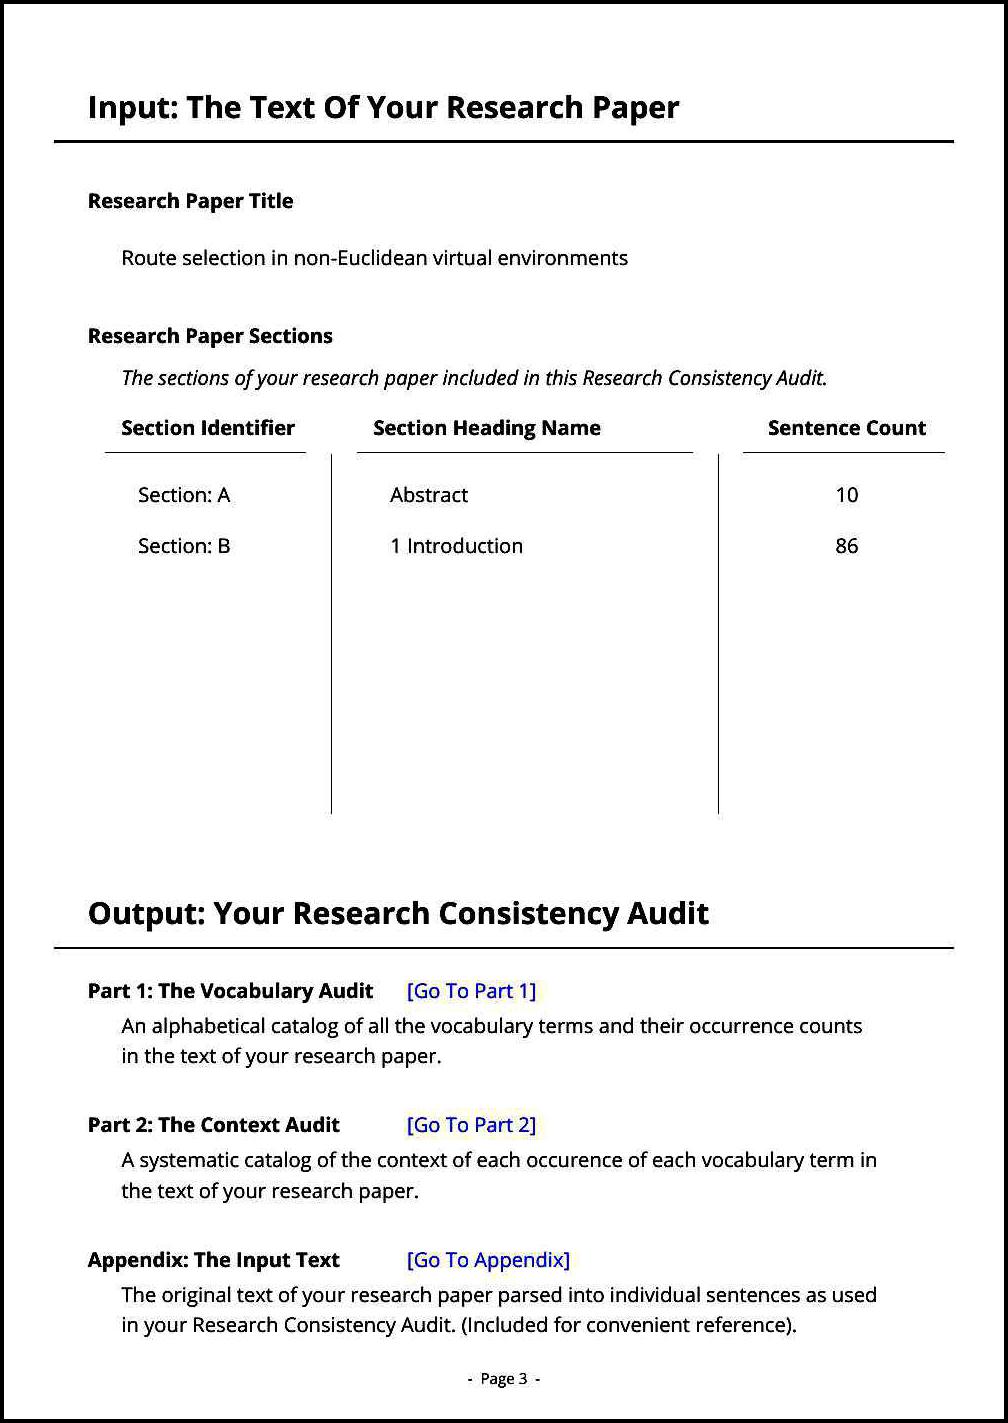 Input: The Text Of Your Research Paper
Research Paper Title
Route selection in non-Euclidean virtual environments
Research Paper Sections
The sections of your research paper included in this Research Consistency Audit.
Section Identifier Section Heading Name Sentence Count
Section: A Abstract 10
Section: B 1 Introduction 86
Output: Your Research Consistency Audit
Part 1: The Vocabulary Audit [Go To Part 1]
An alphabetical catalog of all the vocabulary terms and their occurrence counts
in the text of your research paper.
Part 2: The Context Audit [Go To Part 2]
A systematic catalog of the context of each occurence of each vocabulary term in
the text of your research paper.
Appendix: The Input Text [Go To Appendix]
The original text of your research paper parsed into individual sentences as used
in your Research Consistency Audit. (Included for convenient reference).
- Page 3 -